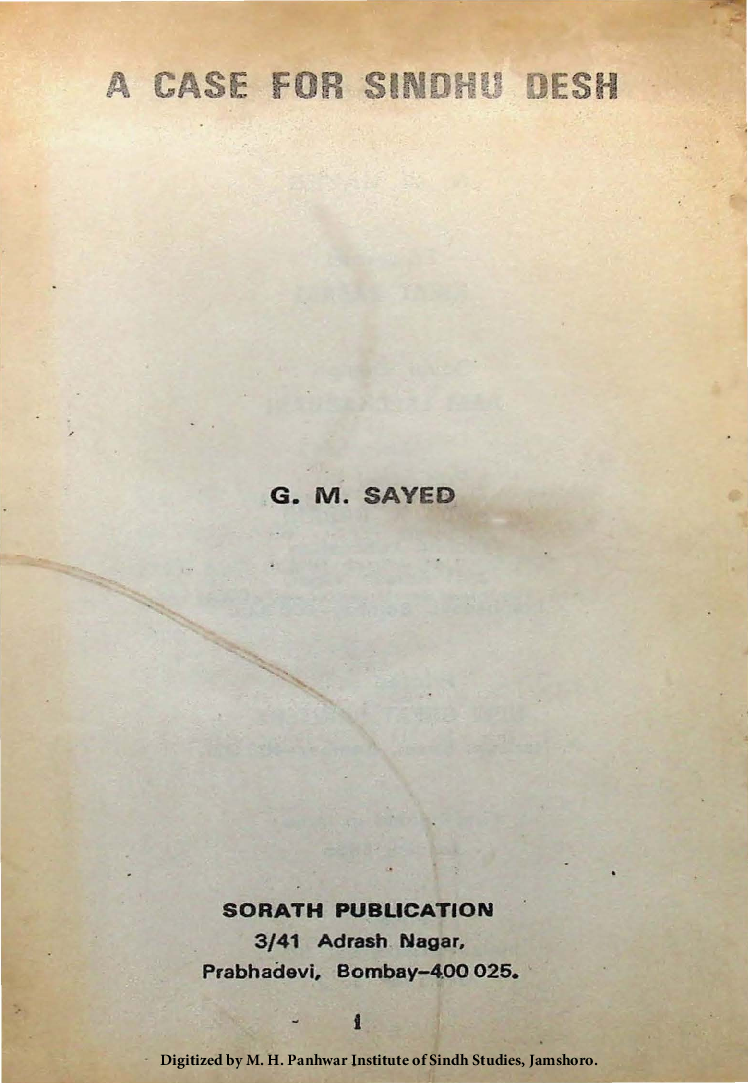 A CASE FOR SINDHU DESH
G. M. SAYED
SORATH PUBLICATION
3/41 Adrash Nagar,
Prabhadevi, Bombay-400 025.
1
Digitized by M. H. Panhwar Institute of Sindh Studies, Jamshoro.